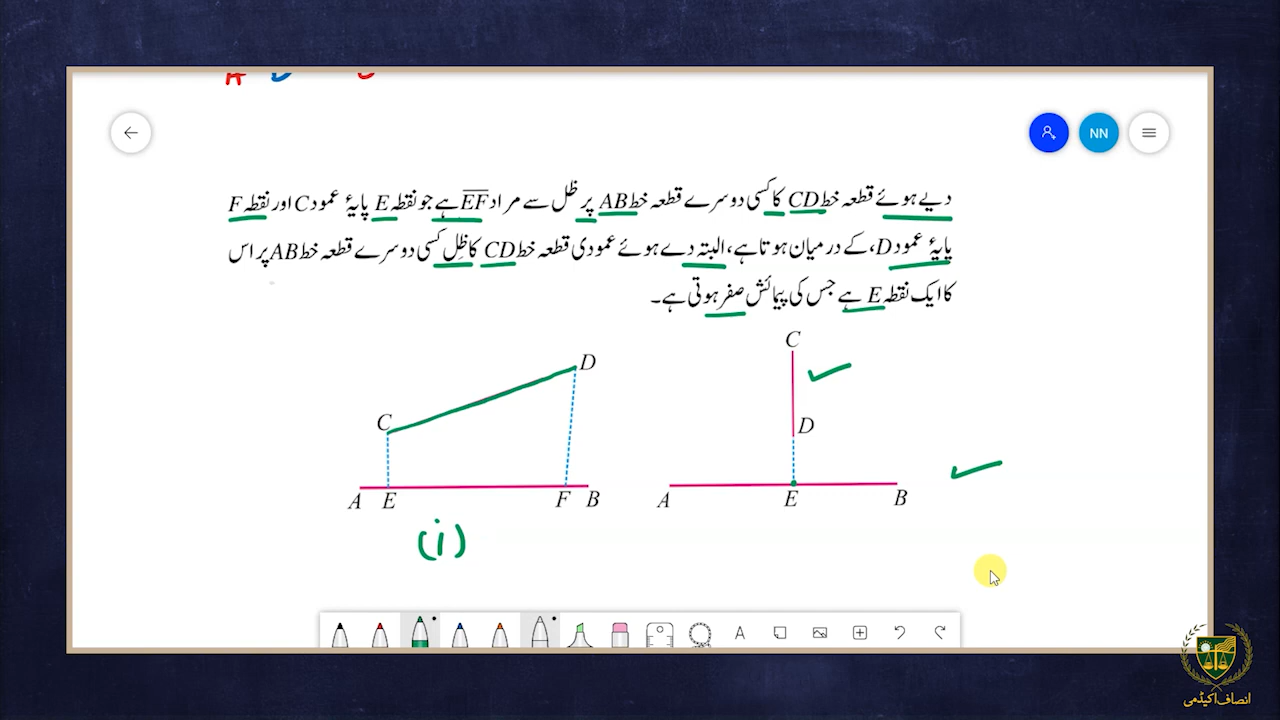 NN
دیے ہوئے قطعہ خط CD کا کسی دوسرے قطعہ خط AB پر ظل سے مراد EF ہے جو نقطہ E پایۂ عمود C اور نقطہ F
پایۂ عمود D، کے درمیان ہوتا ہے، البتہ دے ہوئے عمودی قطعہ خط CD کا ظِل کسی دوسرے قطعہ خط AB پر اس
کا ایک نقطہ E ہے جس کی پیمائش صفر ہوتی ہے۔
C
D
A E F B
(i)
C
D
A E B
A
انصاف اکیڈمی